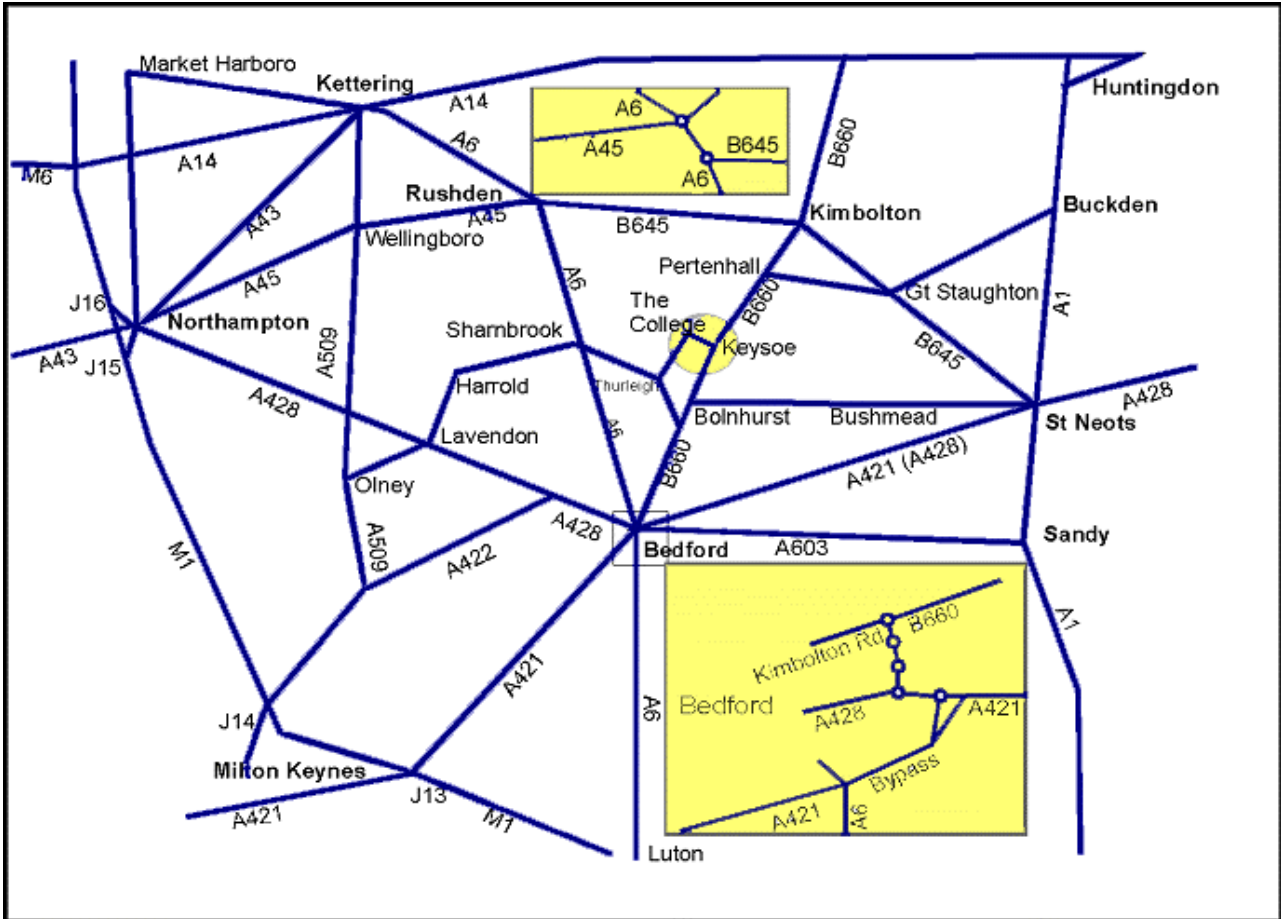 Market Harboro
Kettering
A14
Huntingdon
A6
A6
B660
A45
B645
A6
M6
A14
Rushden
A43
A45
B645
Kimbolton
Buckden
Wellingboro
A45
A6
Pertenhall
Gt Staughton
J16
The
College
B660
A1
Northampton
Sharnbrook
Keysoe
A43
J15
A509
B645
Harrold
Thurleigh
A428
A428
Lavendon
A6
Bolnhurst
Bushmead
St Neots
B660
A421 (A428)
Olney
A428
Bedford
A603
Sandy
M1
A509
A422
A1
Kimbolton Rd
B660
A421
A6
Bedford
A428
A421
J14
Bypass
Milton Keynes
J13
A421
M1
A421
A6
Luton